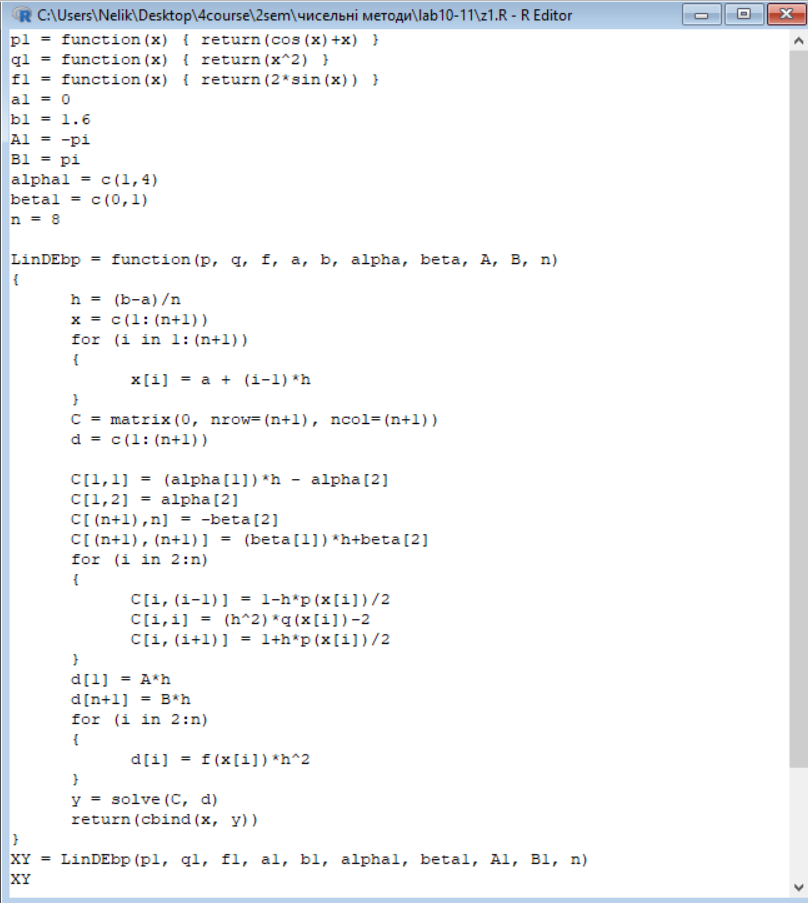 C:\Users\Nelik\Desktop\4course\2sem\чисельні методи\lab10-11\z1.R - R Editor
p1 = function(x) { return(cos(x)+x) }
q1 = function(x) { return(x^2) }
f1 = function(x) { return(2*sin(x)) }
a1 = 0
b1 = 1.6
A1 = -pi
B1 = pi
alpha1 = c(1,4)
beta1 = c(0,1)
n = 8

LinDEbp = function(p, q, f, a, b, alpha, beta, A, B, n)
{
      h = (b-a)/n
      x = c(1:(n+1))
      for (i in 1:(n+1))
      {
            x[i] = a + (i-1)*h
      }
      C = matrix(0, nrow=(n+1), ncol=(n+1))
      d = c(1:(n+1))

      C[1,1] = (alpha[1])*h - alpha[2]
      C[1,2] = alpha[2]
      C[(n+1),n] = -beta[2]
      C[(n+1),(n+1)] = (beta[1])*h+beta[2]
      for (i in 2:n)
      {
            C[i,(i-1)] = 1-h*p(x[i])/2
            C[i,i] = (h^2)*q(x[i])-2
            C[i,(i+1)] = 1+h*p(x[i])/2
      }
      d[1] = A*h
      d[n+1] = B*h
      for (i in 2:n)
      {
            d[i] = f(x[i])*h^2
      }
      y = solve(C, d)
      return(cbind(x, y))
}
XY = LinDEbp(p1, q1, f1, a1, b1, alpha1, beta1, A1, B1, n)
XY